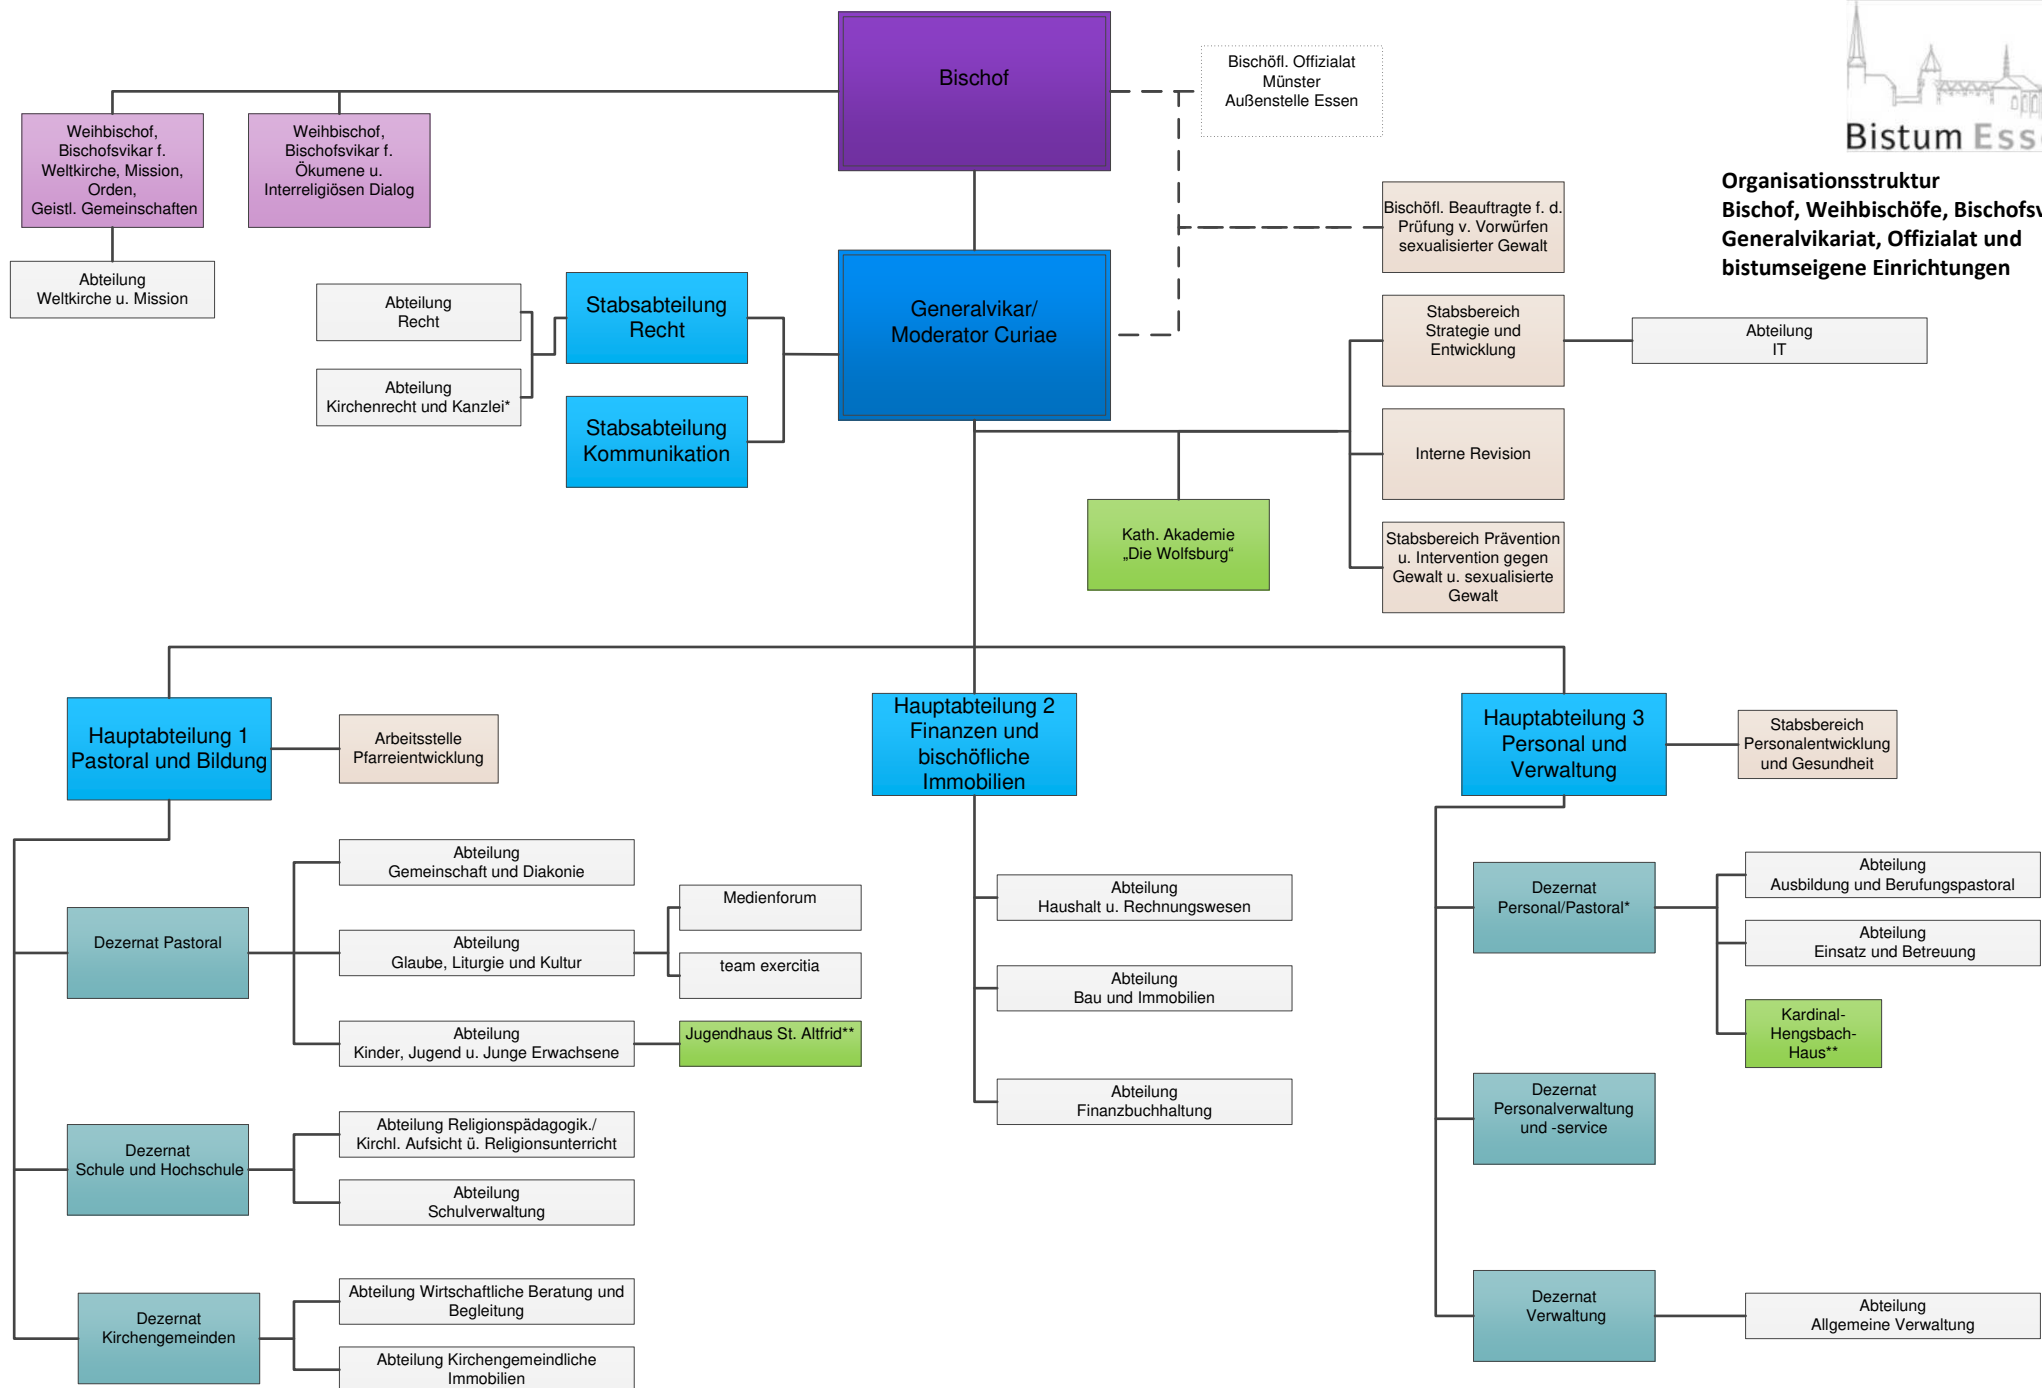 Bischof
Bischöfl. Offizialat
Münster
Außenstelle Essen
Bistum
Organisationsstruktur
Bischof, Weihbischöfe,
Generalvikariat, Offizialat und
bistumseigene Einrichtungen
Weihbischof,
Bischofsvikar f.
Weltkirche, Mission,
Orden,
Geistl. Gemeinschaften
Weihbischof,
Bischofsvikar f.
Ökumene u.
Interreligiösen Dialog
Abteilung
Weltkirche u. Mission
Bischöfl. Beauftragte f. d.
Prüfung v. Vorwürfen
sexualisierter Gewalt
Abteilung
Recht
Abteilung
Kirchenrecht und Kanzlei*
Stabsabteilung
Recht
Stabsabteilung
Kommunikation
Generalvikar/
Moderator Curiae
Stabsbereich
Strategie und
Entwicklung
Abteilung
IT
Interne Revision
Kath. Akademie
„Die Wolfsburg“
Stabsbereich Prävention
u. Intervention gegen
Gewalt u. sexualisierte
Gewalt
Hauptabteilung 1
Pastoral und Bildung
Arbeitsstelle
Pfarreientwicklung
Hauptabteilung 2
Finanzen und
bischöfliche
Immobilien
Hauptabteilung 3
Personal und
Verwaltung
Stabsbereich
Personalentwicklung
und Gesundheit
Dezernat Pastoral
Abteilung
Gemeinschaft und Diakonie
Abteilung
Glaube, Liturgie und Kultur
Medienforum
team exercitia
Abteilung
Kinder, Jugend u. Junge Erwachsene
Jugendhaus St. Altfrid**
Dezernat
Schule und Hochschule
Abteilung Religionspädagogik./
Kirchl. Aufsicht ü. Religionsunterricht
Abteilung
Schulverwaltung
Dezernat
Kirchengemeinden
Abteilung Wirtschaftliche Beratung und
Begleitung
Abteilung Kirchengemeindliche
Immobilien
Abteilung
Haushalt u. Rechnungswesen
Abteilung
Bau und Immobilien
Abteilung
Finanzbuchhaltung
Dezernat
Personal/Pastoral*
Abteilung
Ausbildung und Berufungspastoral
Abteilung
Einsatz und Betreuung
Kardinal-
Hengsbach-
Haus**
Dezernat
Personalverwaltung
und -service
Dezernat
Verwaltung
Abteilung
Allgemeine Verwaltung